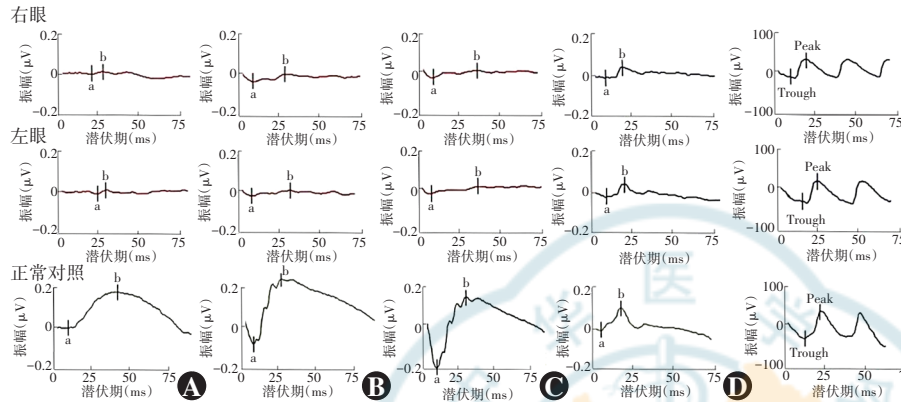 右眼
振幅(μV) 0.2 0 −0.2 a b 0 25 50 75 潜伏期(ms)
振幅(μV) 0.2 0 −0.2 a b 0 25 50 75 潜伏期(ms)
振幅(μV) 0.2 0 −0.2 a b 0 25 50 75 潜伏期(ms)
振幅(μV) 0.2 0 −0.2 a b 0 25 50 75 潜伏期(ms)
振幅(μV) 100 0 −100 Peak Trough 0 25 50 75 潜伏期(ms)
左眼
振幅(μV) 0.2 0 −0.2 a b 0 25 50 75 潜伏期(ms)
振幅(μV) 0.2 0 −0.2 a b 0 25 50 75 潜伏期(ms)
振幅(μV) 0.2 0 −0.2 a b 0 25 50 75 潜伏期(ms)
振幅(μV) 0.2 0 −0.2 a b 0 25 50 75 潜伏期(ms)
振幅(μV) 100 0 −100 Peak Trough 0 25 50 75 潜伏期(ms)
正常对照
振幅(μV) 0.2 0 −0.2 a b 0 25 50 75 潜伏期(ms) A
振幅(μV) 0.2 0 −0.2 a b 0 25 50 75 潜伏期(ms) B
振幅(μV) 0.2 0 −0.2 a b 0 25 50 75 潜伏期(ms) C
振幅(μV) 0.2 0 −0.2 a b 0 25 50 75 潜伏期(ms) D
振幅(μV) 100 0 −100 Peak Trough 0 25 50 75 潜伏期(ms)
华 医 学